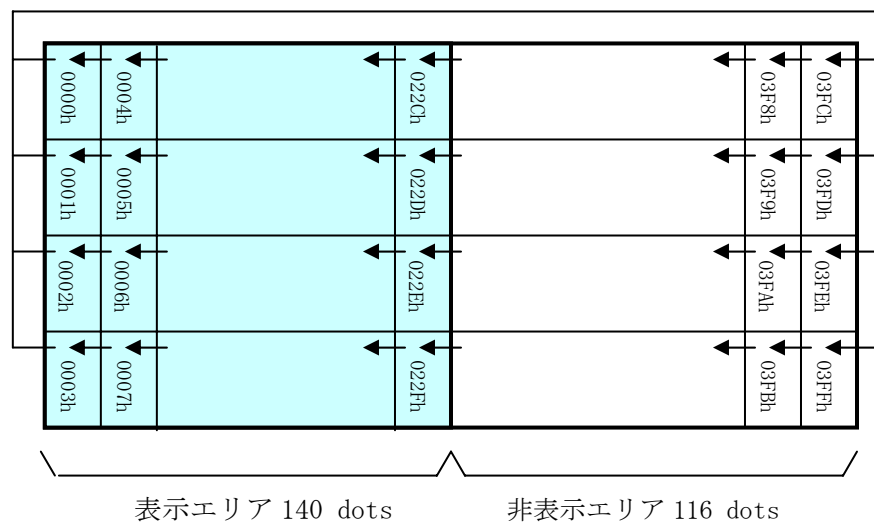 0000h 0004h 022Ch 03F8h 03FCh
0001h 0005h 022Dh 03F9h 03FDh
0002h 0006h 022Eh 03FAh 03FEh
0003h 0007h 022Fh 03FBh 03FFh
表示エリア 140 dots 非表示エリア 116 dots